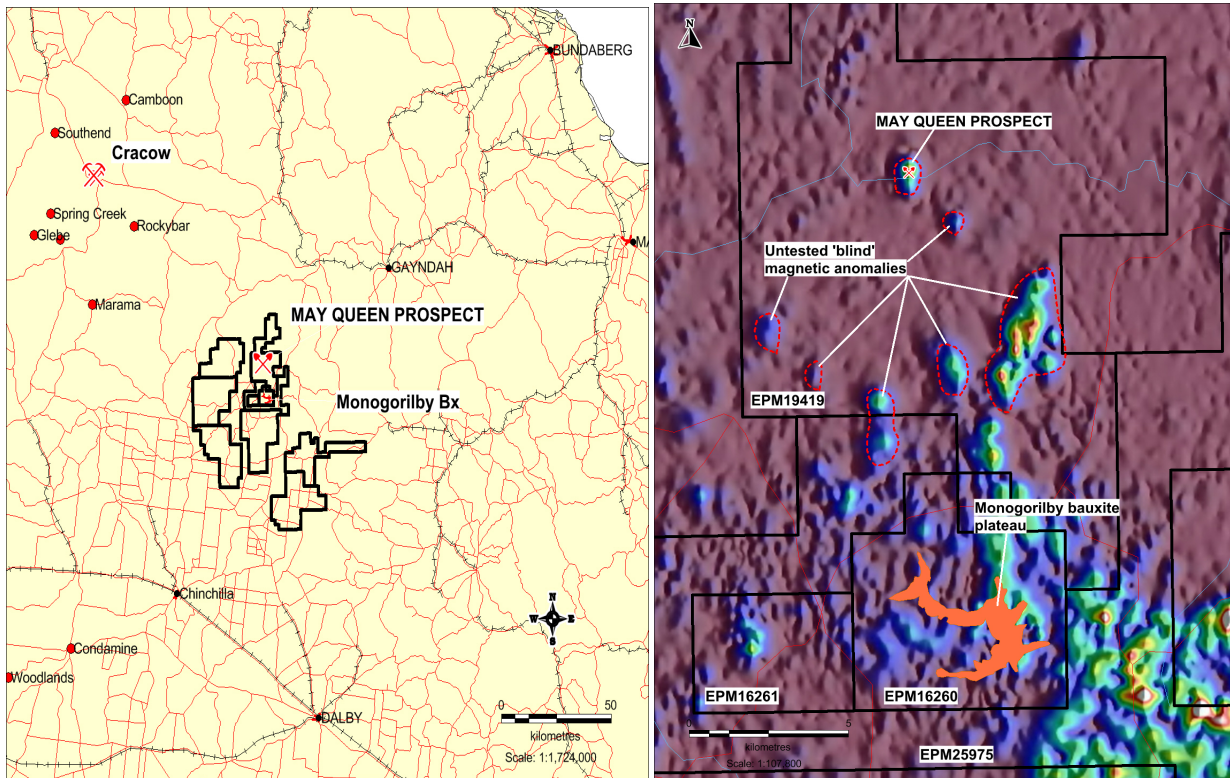 BUNDABERG
Camboon
Southend
Cracow
Spring Creek
Rockybar
Glebe
MA
GAYNDAH
Marama
MAY QUEEN PROSPECT
Monogorilby Bx
Chinchilla
N
W E
S
Condamine
Woodlands
DALBY
0 50
kilometres
Scale: 1:1,724,000
N
MAY QUEEN PROSPECT
Untested 'blind'
magnetic anomalies
EPM19419
Monogorilby bauxite
plateau
EPM16261
EPM16260
0 5
kilometres
Scale: 1:107,800
EPM25975